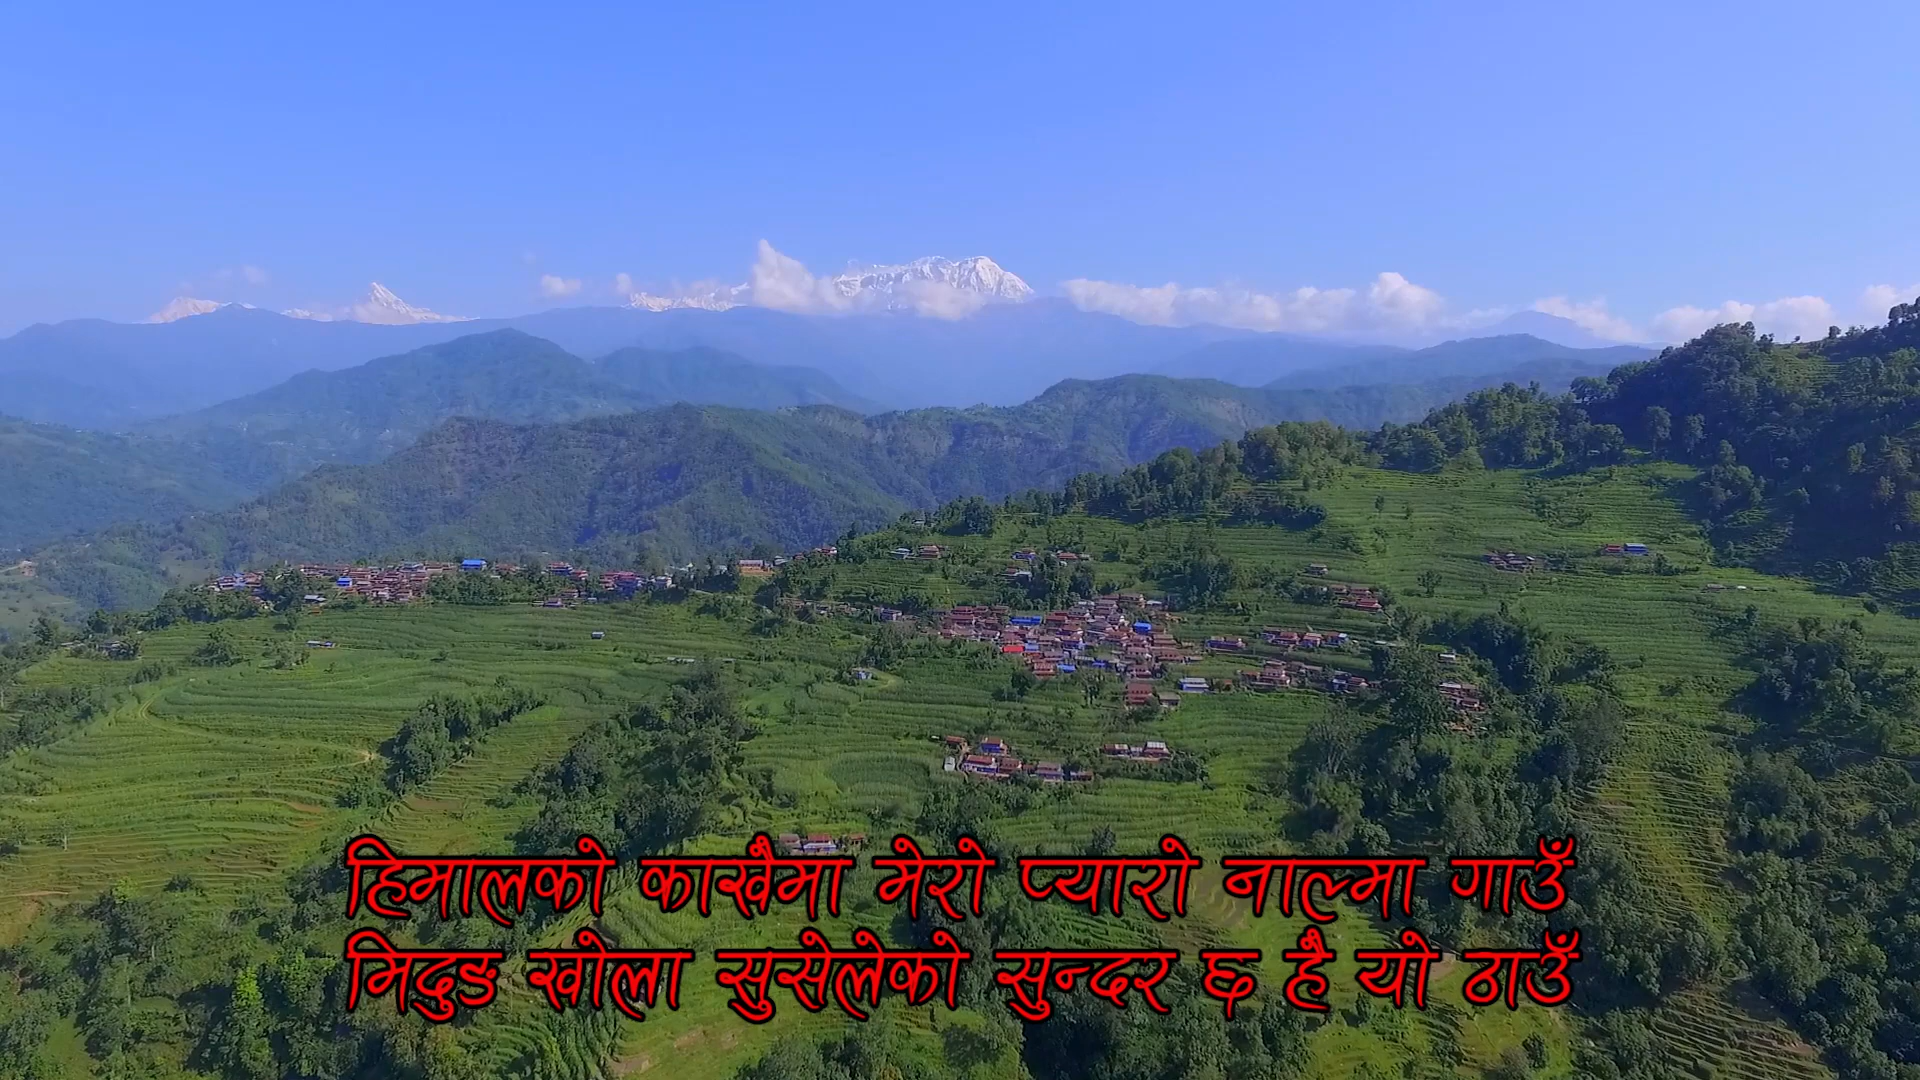 हिमालको काखैमा मेरो प्यारो नाल्मा गाउँ
मिदुङ खोला सुसेलेको सुन्दर छ है यो ठाउँ